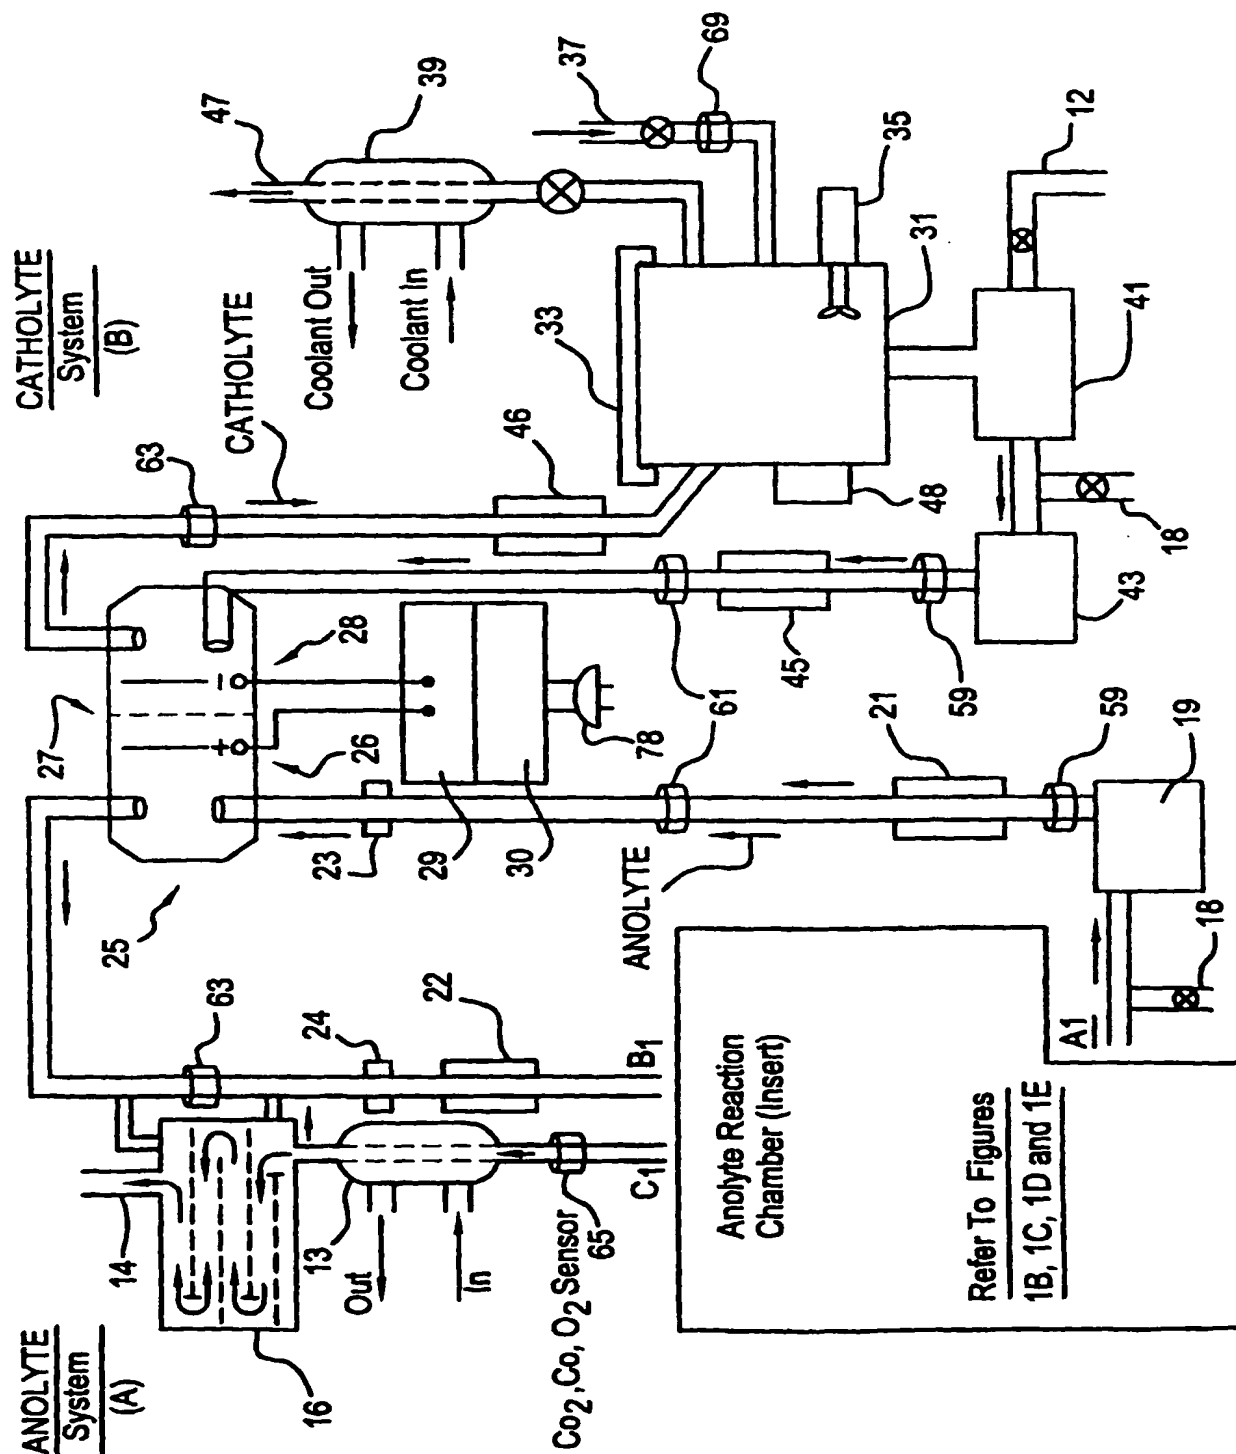 ANOLYTE
System
(A)
CATHOLYTE
System
(B)
27
25
14
63
63
47
CATHOLYTE
16
13
24
23
26
28
Coolant Out
Out
Coolant In
39
22
29
In
30
46
33
37
Co2, Co, O2 Sensor
65
C1
B1
ANOLYTE
78
61
69
Anolyte Reaction
Chamber (Insert)
45
21
35
48
31
59
Refer To Figures
1B, 1C, 1D and 1E
A1
12
59
43
41
19
18
18